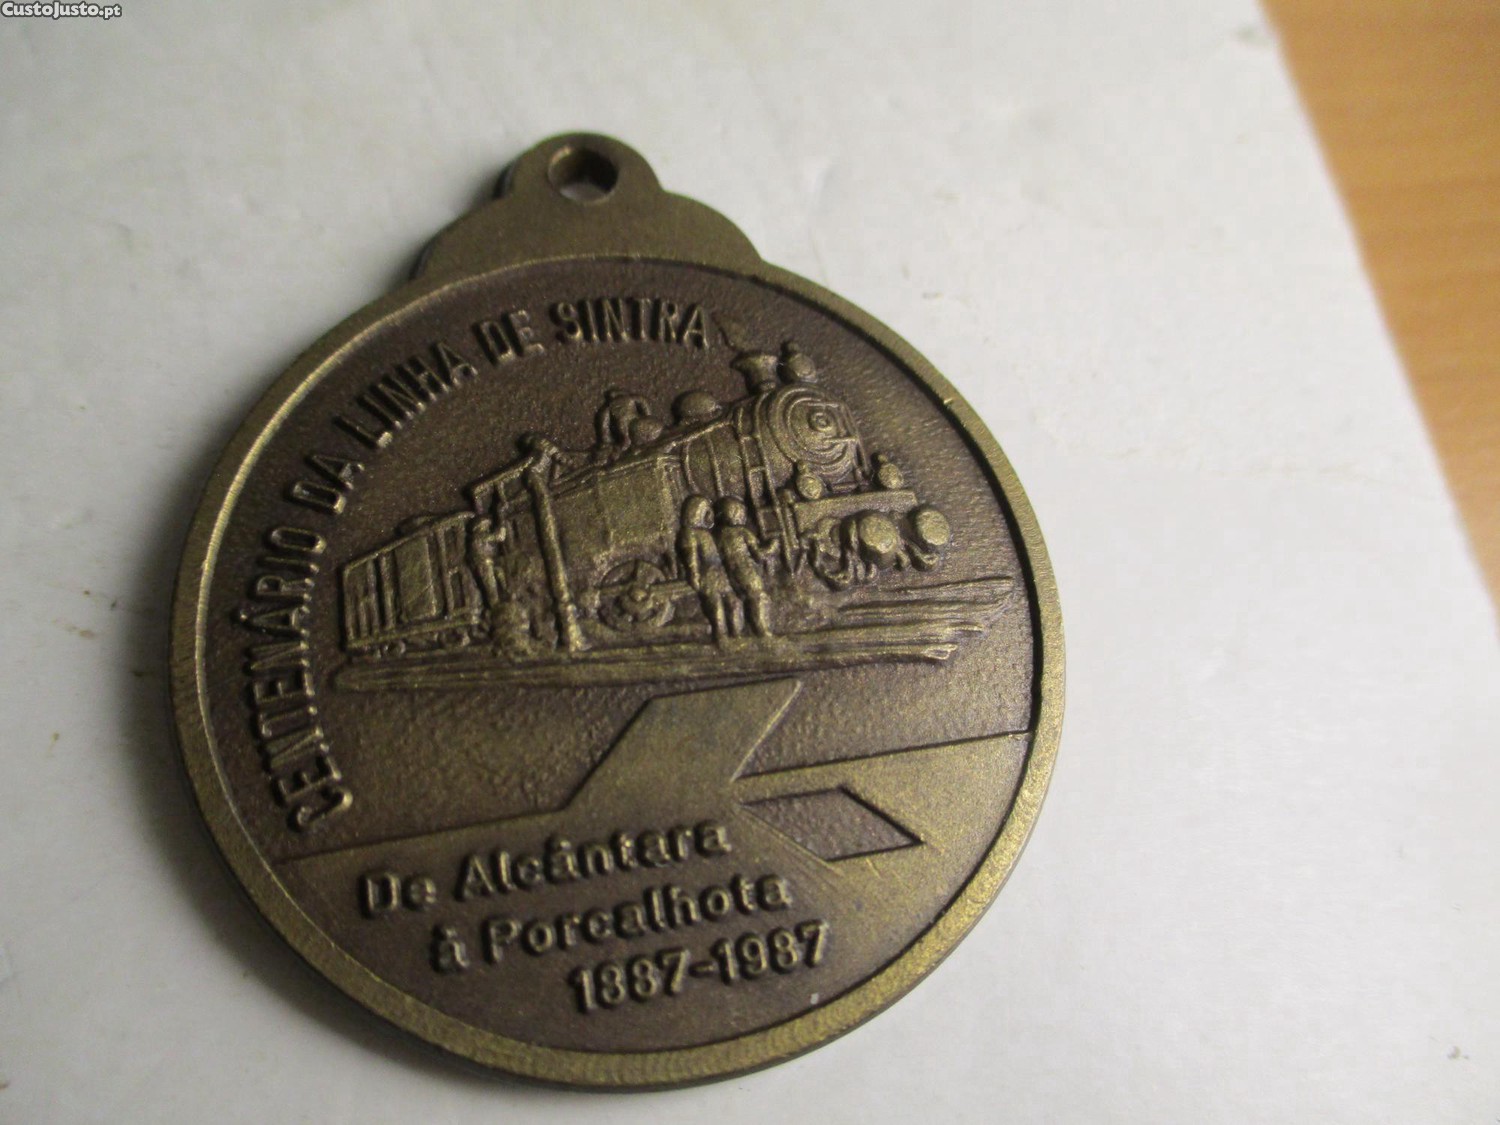 CustoJusto.pt
CENTENÁRIO DA LINHA DE SINTRA
De Alcântara
à Porcalhota
1887-1987